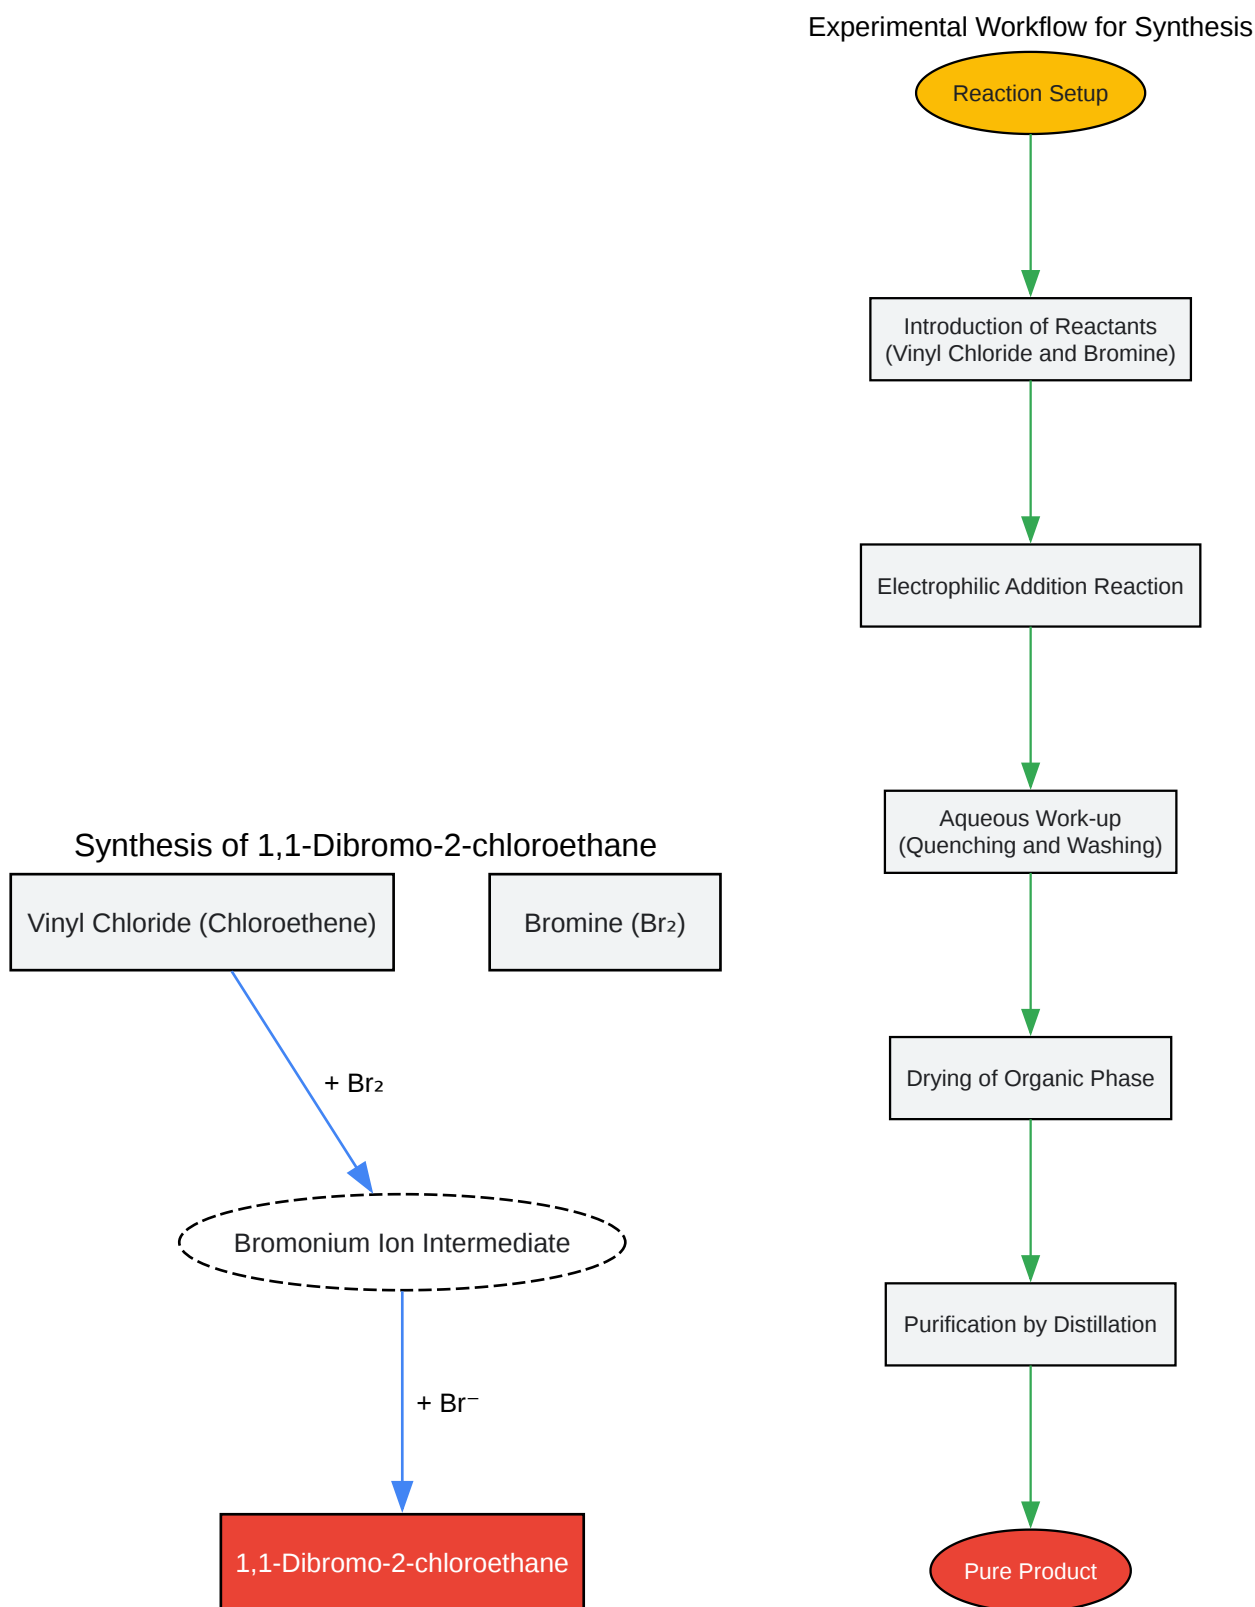 Experimental Workflow for Synthesis
Reaction Setup
Introduction of Reactants
(Vinyl Chloride and Bromine)
Electrophilic Addition Reaction
Aqueous Work-up
(Quenching and Washing)
Drying of Organic Phase
Purification by Distillation
Pure Product
Synthesis of 1,1-Dibromo-2-chloroethane
Vinyl Chloride (Chloroethene)
Bromine (Br₂)
+ Br₂
Bromonium Ion Intermediate
+ Br⁻
1,1-Dibromo-2-chloroethane